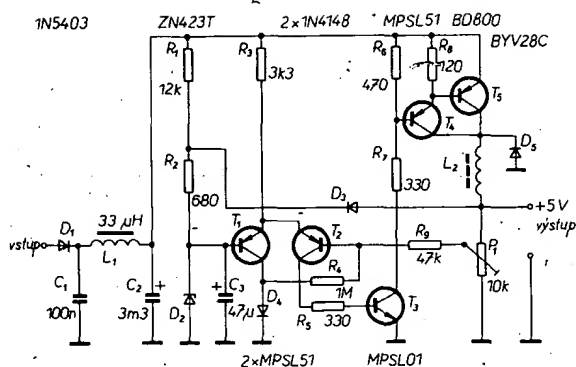 1N5403 ZN423T 2×1N4148 MPSL51 BD800
BYV28C
R1 R3 R6 R8
12k 3k3 470 120
T5
T4
D5
R2 R7 L2
680 330
D3
+5V
výstup
33 µH
D1 T1 T2 R9 P1
vstup
L1 47k 10k
C1 C2 + + C3 R4
D4 1M T3
100n 3m3 D2 47µ R5 330
2×MPSL51 MPSL01